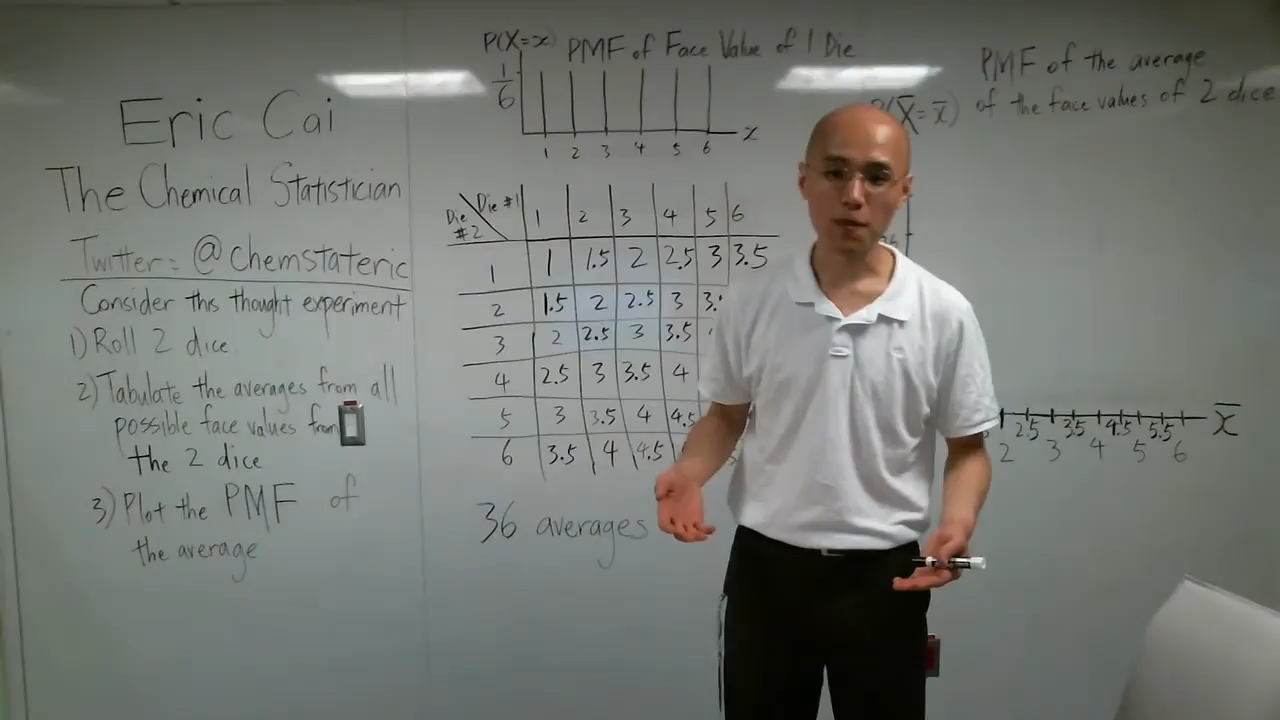 Eric Cai
The Chemical Statistician
Twitter: @chemstateric
Consider this thought experiment
1) Roll 2 dice
2) Tabulate the averages from all
possible face values from
the 2 dice
3) Plot the PMF of
the average
P(X=x) PMF of Face Value of 1 Die
1/6
x
1 2 3 4 5 6
Die #1
Die #2
1 2 3 4 5 6
1 1 1.5 2 2.5 3 3.5
2 1.5 2 2.5 3 3.
3 2 2.5 3 3.5
4 2.5 3 3.5 4
5 3 3.5 4 4.5
6 3.5 4 4.5
36 averages
PMF of the average
of the face values of 2 dice
(X̄=x̄)
2.5 3.5 4.5 5.5 x̄
2 3 4 5 6